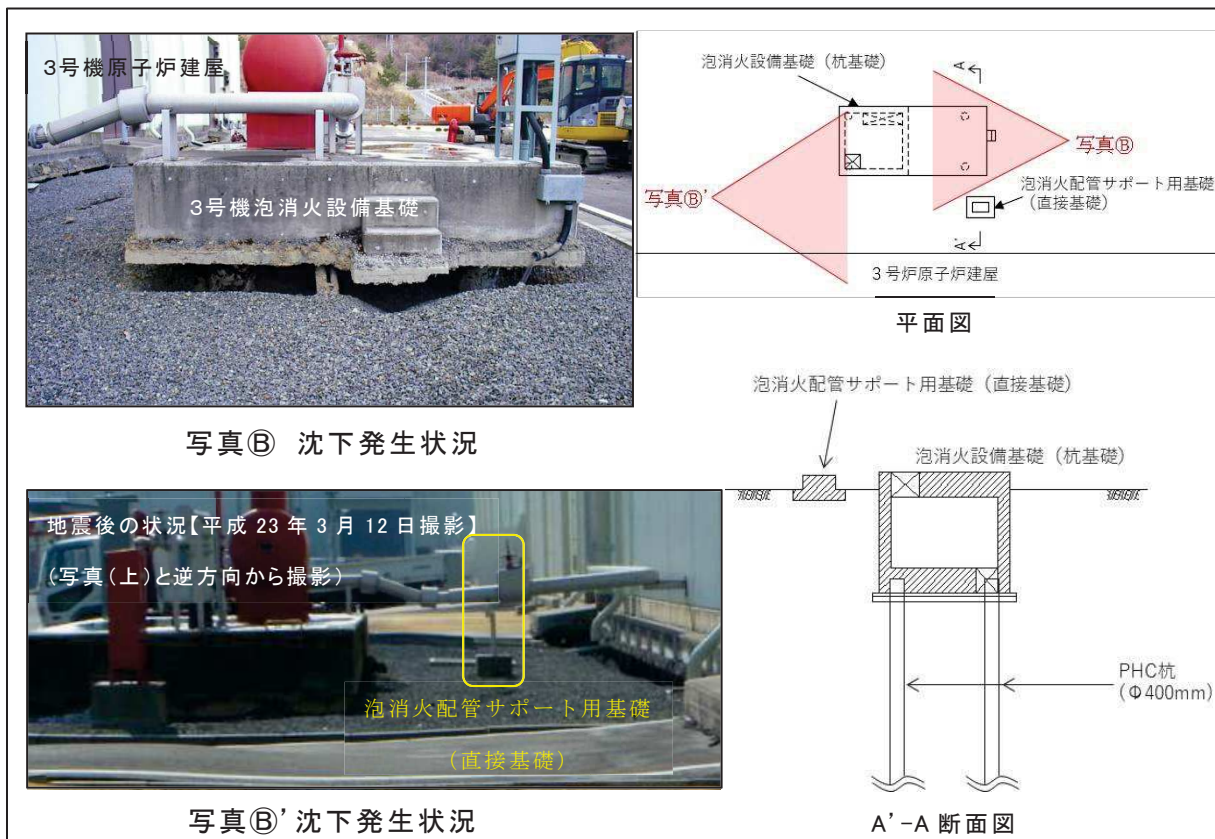 3号機原子炉建屋
3号機泡消火設備基礎
写真Ⓑ 沈下発生状況
地震後の状況【平成23年3月12日撮影】
(写真(上)と逆方向から撮影)
泡消火配管サポート用基礎
(直接基礎)
写真Ⓑ’沈下発生状況
泡消火設備基礎(杭基礎)
A
写真Ⓑ
写真Ⓑ’
泡消火配管サポート用基礎
(直接基礎)
A’
3号炉原子炉建屋
平面図
泡消火配管サポート用基礎(直接基礎)
泡消火設備基礎(杭基礎)
PHC杭
(Φ400mm)
A’-A断面図